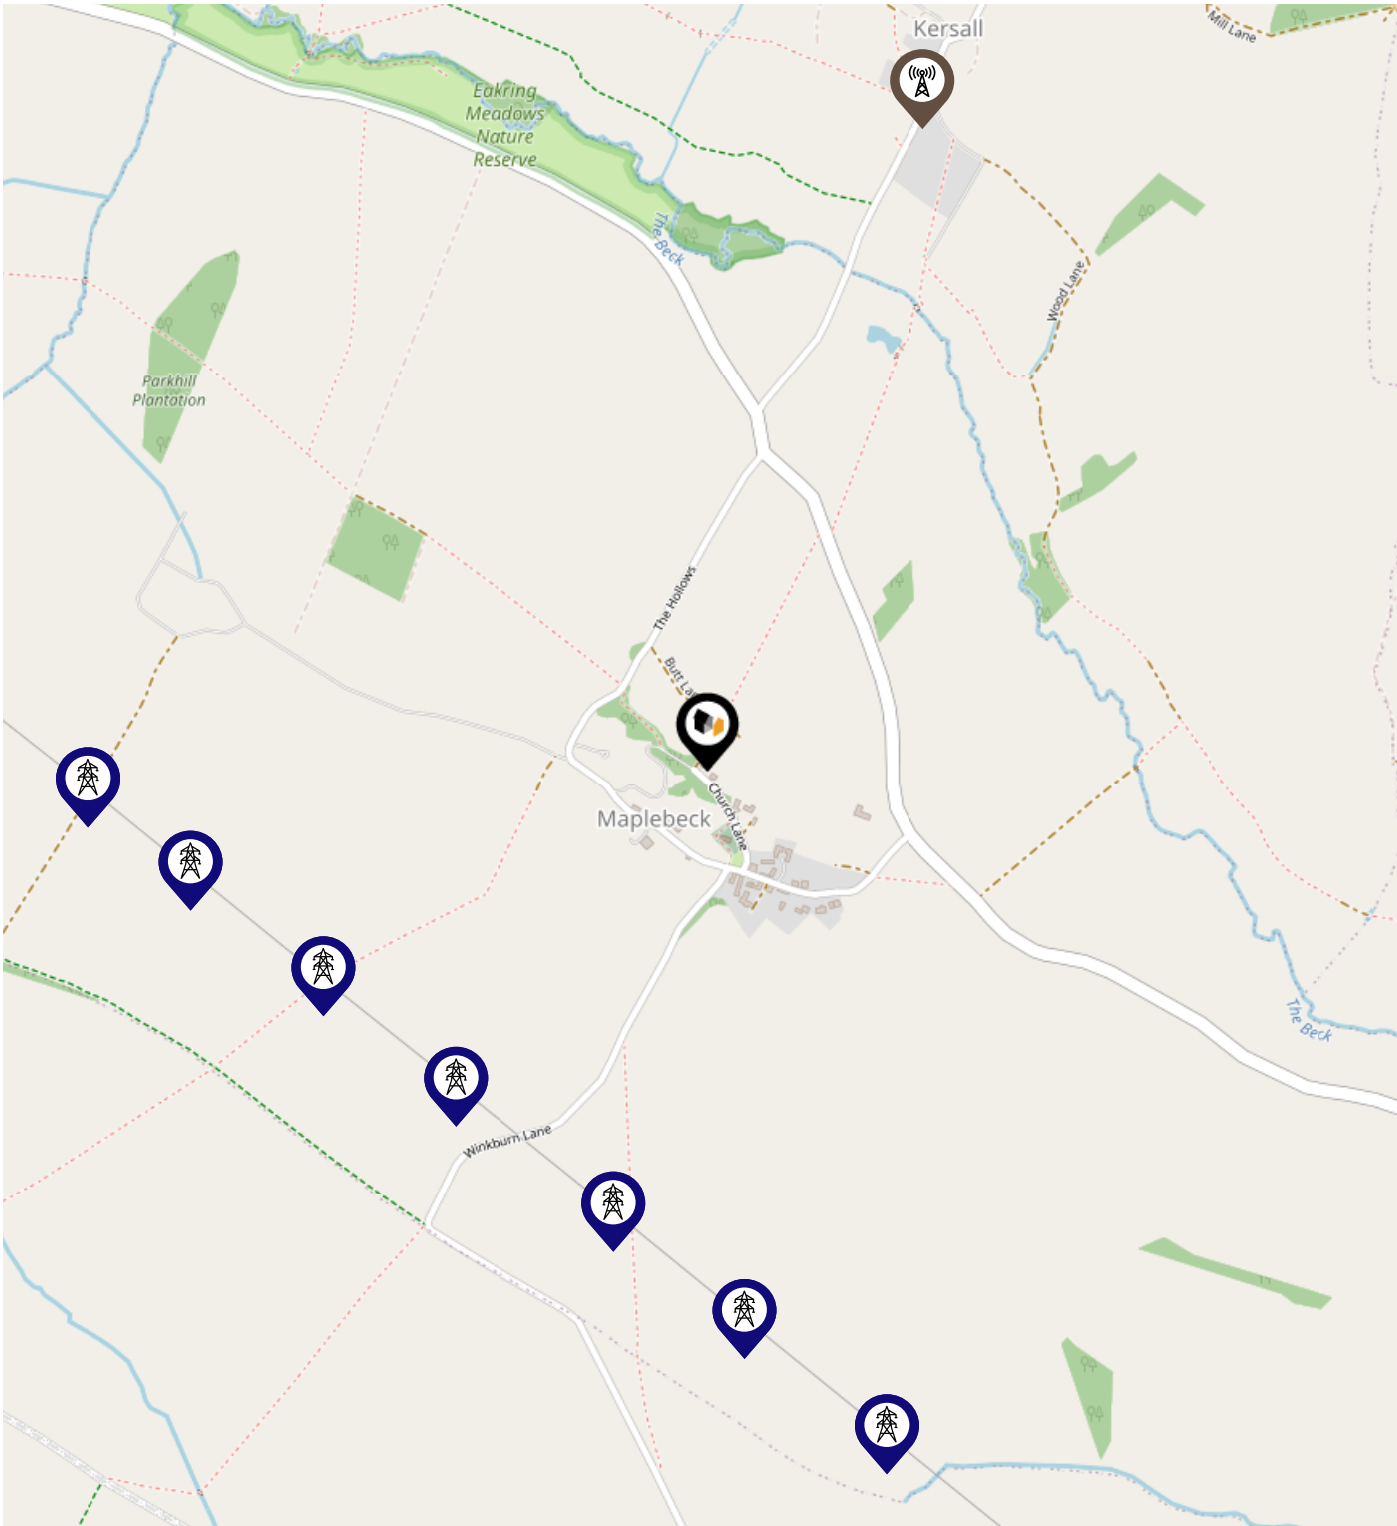 Kersall
Mill Lane
Eakring
Meadows
Nature
Reserve
The Beck
Wood Lane
Parkhill
Plantation
The Hollows
Butt La
Church Lane
Maplebeck
The Beck
Winkburn Lane